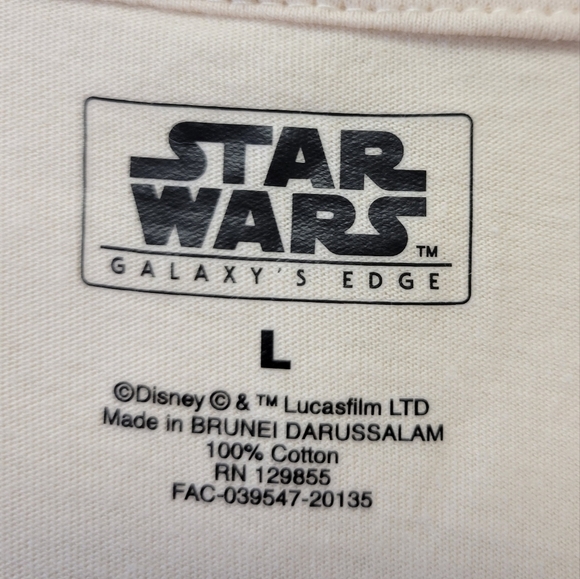 STAR
WARS ™
GALAXY'S EDGE
L
©Disney © & ™ Lucasfilm LTD
Made in BRUNEI DARUSSALAM
100% Cotton
RN 129855
FAC-039547-20135